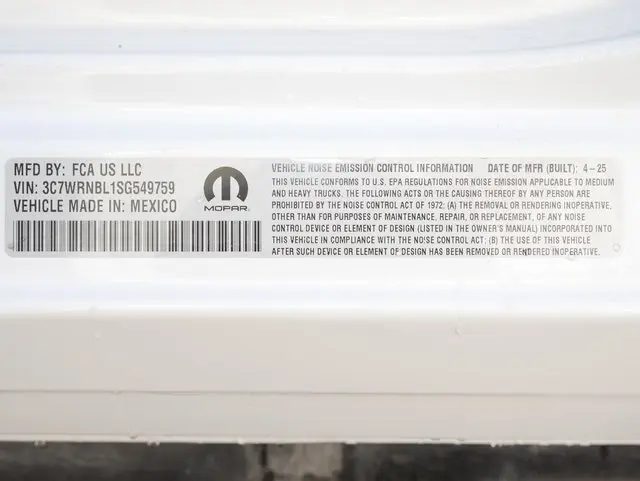 MFD BY: FCA US LLC
VIN: 3C7WRNBL1SG549759
VEHICLE MADE IN: MEXICO
MOPAR
VEHICLE NOISE EMISSION CONTROL INFORMATION DATE OF MFR (BUILT): 4-25
THIS VEHICLE CONFORMS TO U.S. EPA REGULATIONS FOR NOISE EMISSION APPLICABLE TO MEDIUM
AND HEAVY TRUCKS. THE FOLLOWING ACTS OR THE CAUSING THEREOF BY ANY PERSON ARE
PROHIBITED BY THE NOISE CONTROL ACT OF 1972: (A) THE REMOVAL OR RENDERING INOPERATIVE,
OTHER THAN FOR PURPOSES OF MAINTENANCE, REPAIR, OR REPLACEMENT, OF ANY NOISE
CONTROL DEVICE OR ELEMENT OF DESIGN (LISTED IN THE OWNER'S MANUAL) INCORPORATED INTO
THIS VEHICLE IN COMPLIANCE WITH THE NOISE CONTROL ACT; (B) THE USE OF THIS VEHICLE
AFTER SUCH DEVICE OR ELEMENT OF DESIGN HAS BEEN REMOVED OR RENDERED INOPERATIVE.